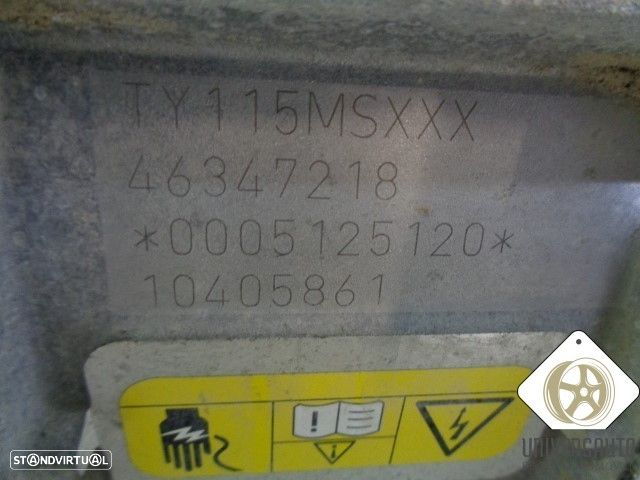 TY115MSXXX
46347218
*0005125120*
10405861
STANDVIRTUAL